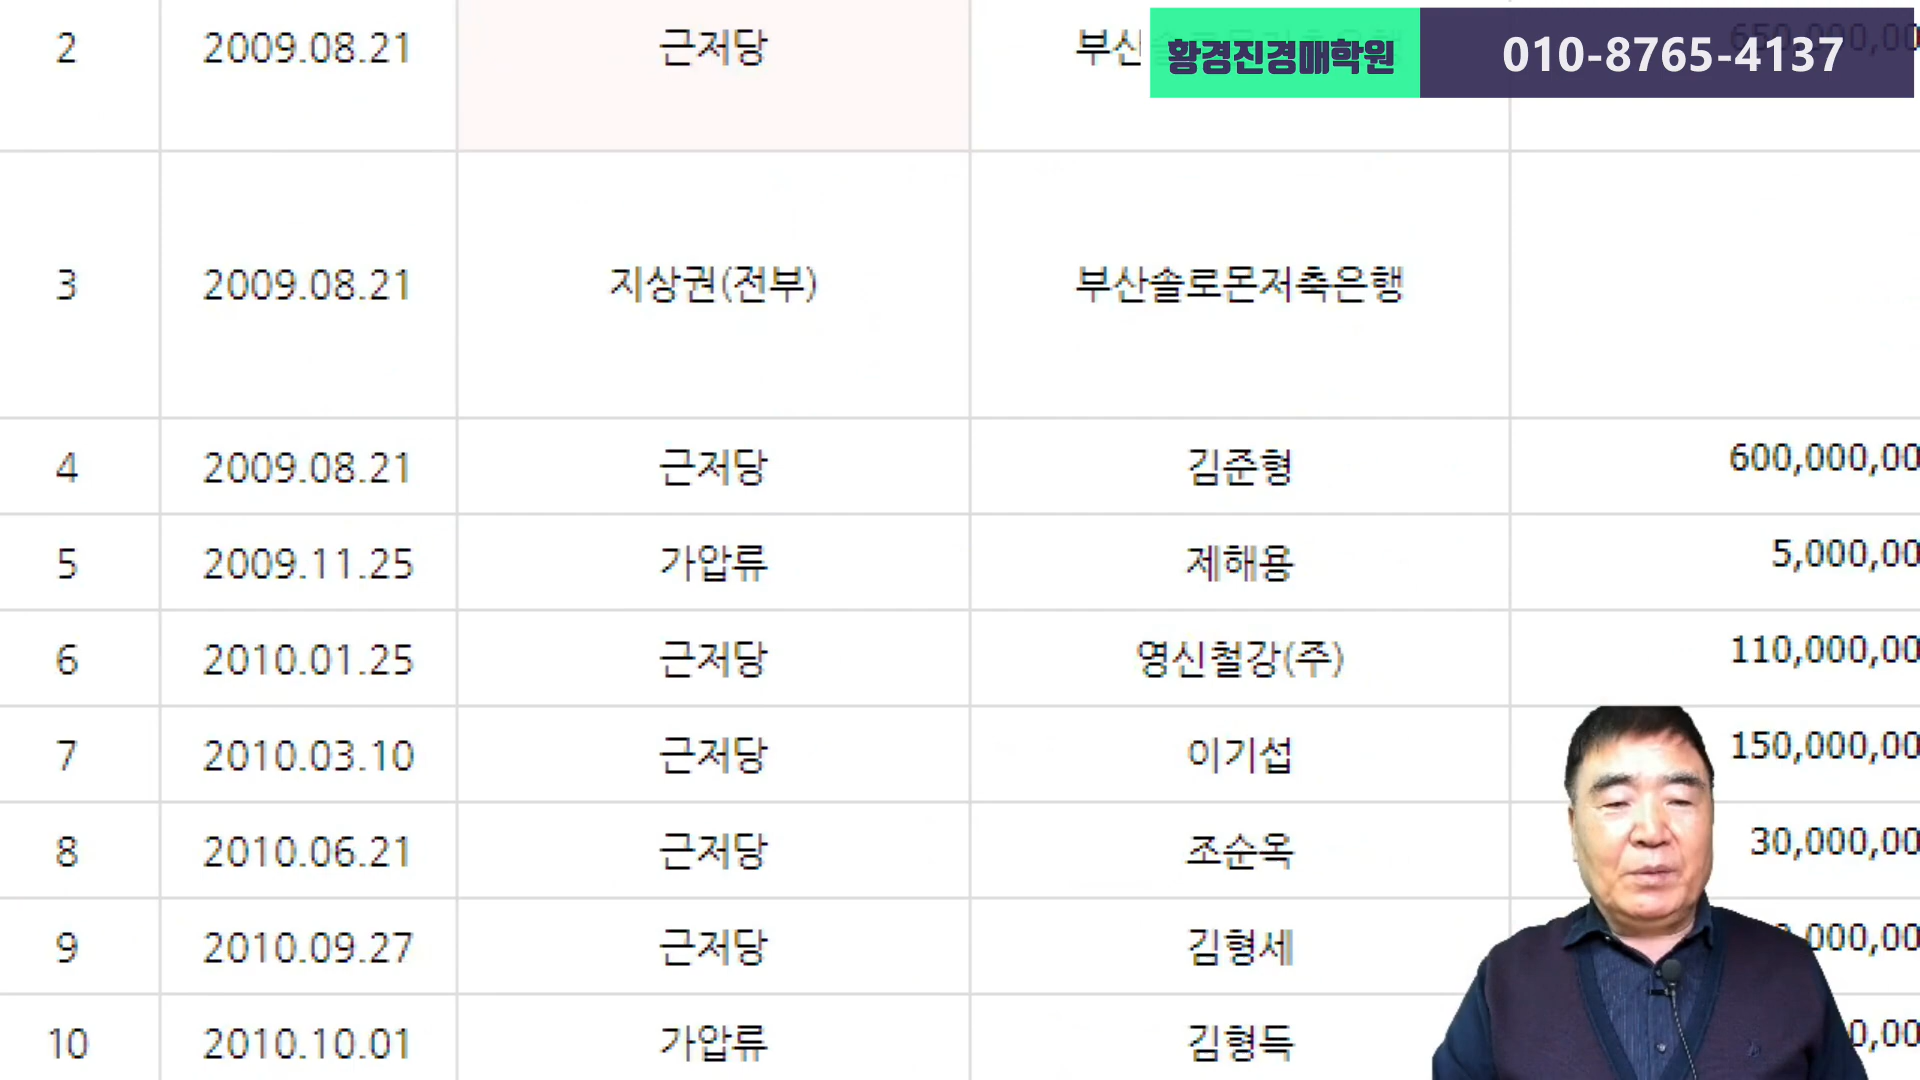 2 2009.08.21 근저당 부산
황경진경매학원 010-8765-4137
3 2009.08.21 지상권(전부) 부산솔로몬저축은행
4 2009.08.21 근저당 김준형 600,000,00
5 2009.11.25 가압류 제해용 5,000,00
6 2010.01.25 근저당 영신철강(주) 110,000,00
7 2010.03.10 근저당 이기섭 150,000,00
8 2010.06.21 근저당 조순옥 30,000,00
9 2010.09.27 근저당 김형세 000,00
10 2010.10.01 가압류 김형득 0,00